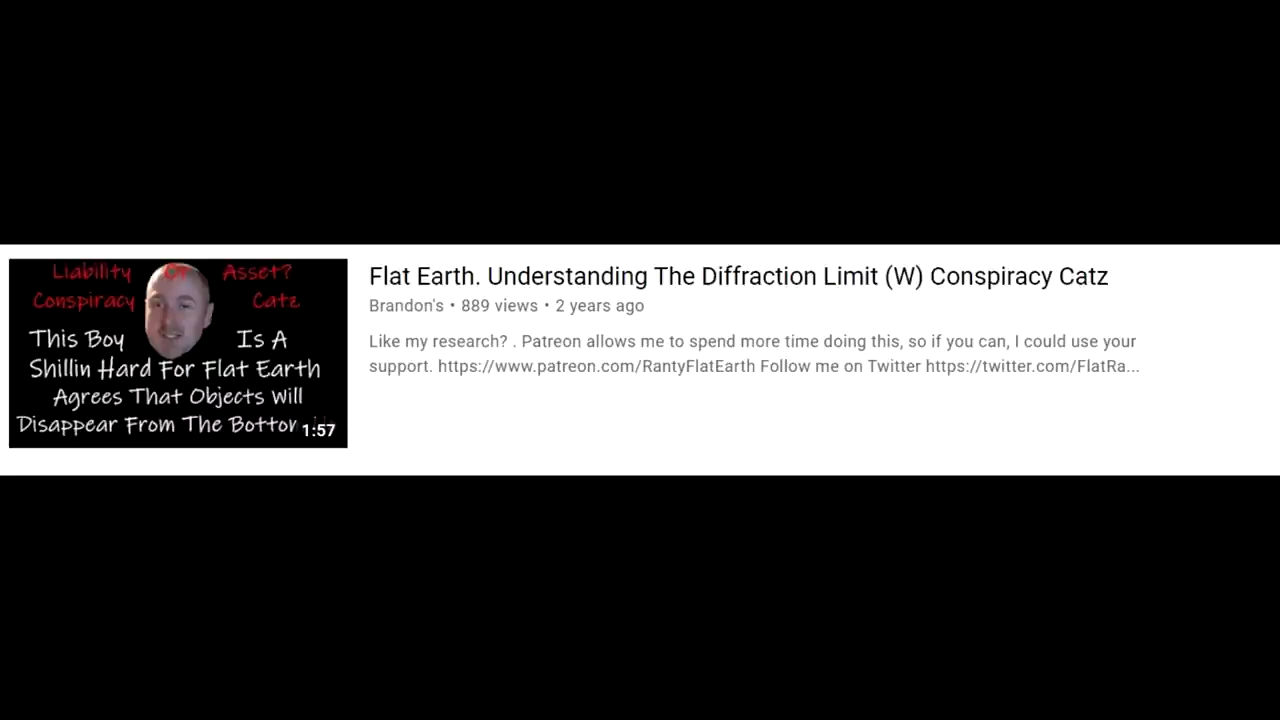 Liability Or Asset?
Conspiracy Catz
This Boy Is A
Shillin Hard For Flat Earth
Agrees That Objects Will
Disappear From The
1:57
Flat Earth. Understanding The Diffraction Limit (W) Conspiracy Catz
Brandon's • 889 views • 2 years ago
Like my research? . Patreon allows me to spend more time doing this, so if you can, I could use your
support. https://www.patreon.com/RantyFlatEarth Follow me on Twitter https://twitter.com/FlatRa...